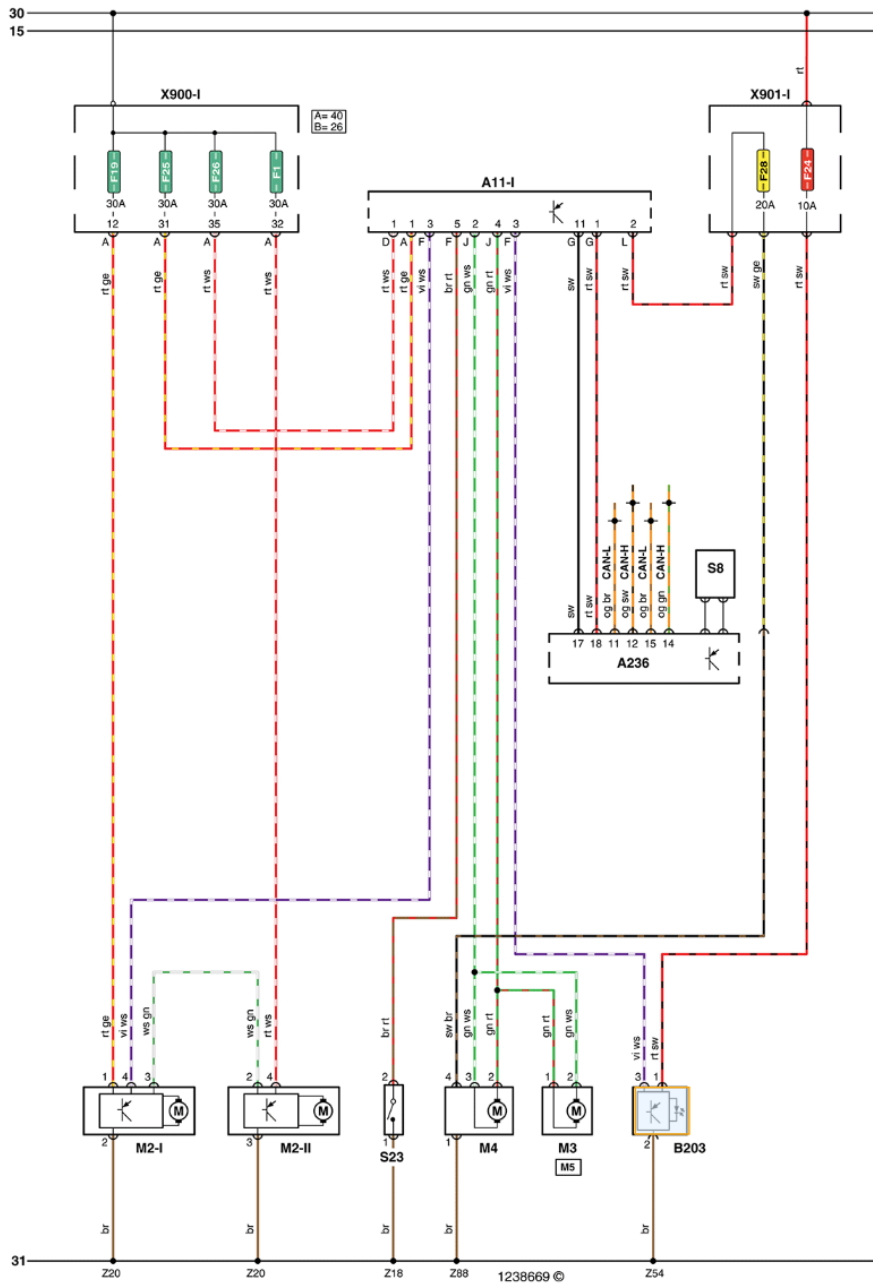 30
15
rt
X900-I
A= 40
B= 26
X901-I
F19
F25
F26
F1
F28
F24
30A
30A
30A
30A
20A
10A
A11-I
12
31
35
32
A
A
A
A
1
1
3
5
2
4
3
11
1
2
D
A
F
F
J
J
F
G
G
L
rt ge
rt ge
rt ws
rt ws
rt ws
rt ge
vi ws
br rt
gn ws
gn rt
vi ws
sw
rt sw
rt sw
rt sw
sw ge
rt sw
CAN-L
CAN-H
CAN-L
CAN-H
S8
sw
rt sw
og br
og sw
og br
og gn
17
18
11
12
15
14
A236
rt ge
vi ws
ws gn
ws gn
rt ws
br rt
sw br
gn ws
gn rt
gn rt
gn ws
vi ws
rt sw
1
4
3
2
4
2
4
3
2
1
2
3
1
M
M
M
M
2
M2-I
3
M2-II
1
S23
1
M4
M3
M5
2
B203
br
br
br
br
br
31
Z20
Z20
Z18
Z88
1238669 ©
Z54